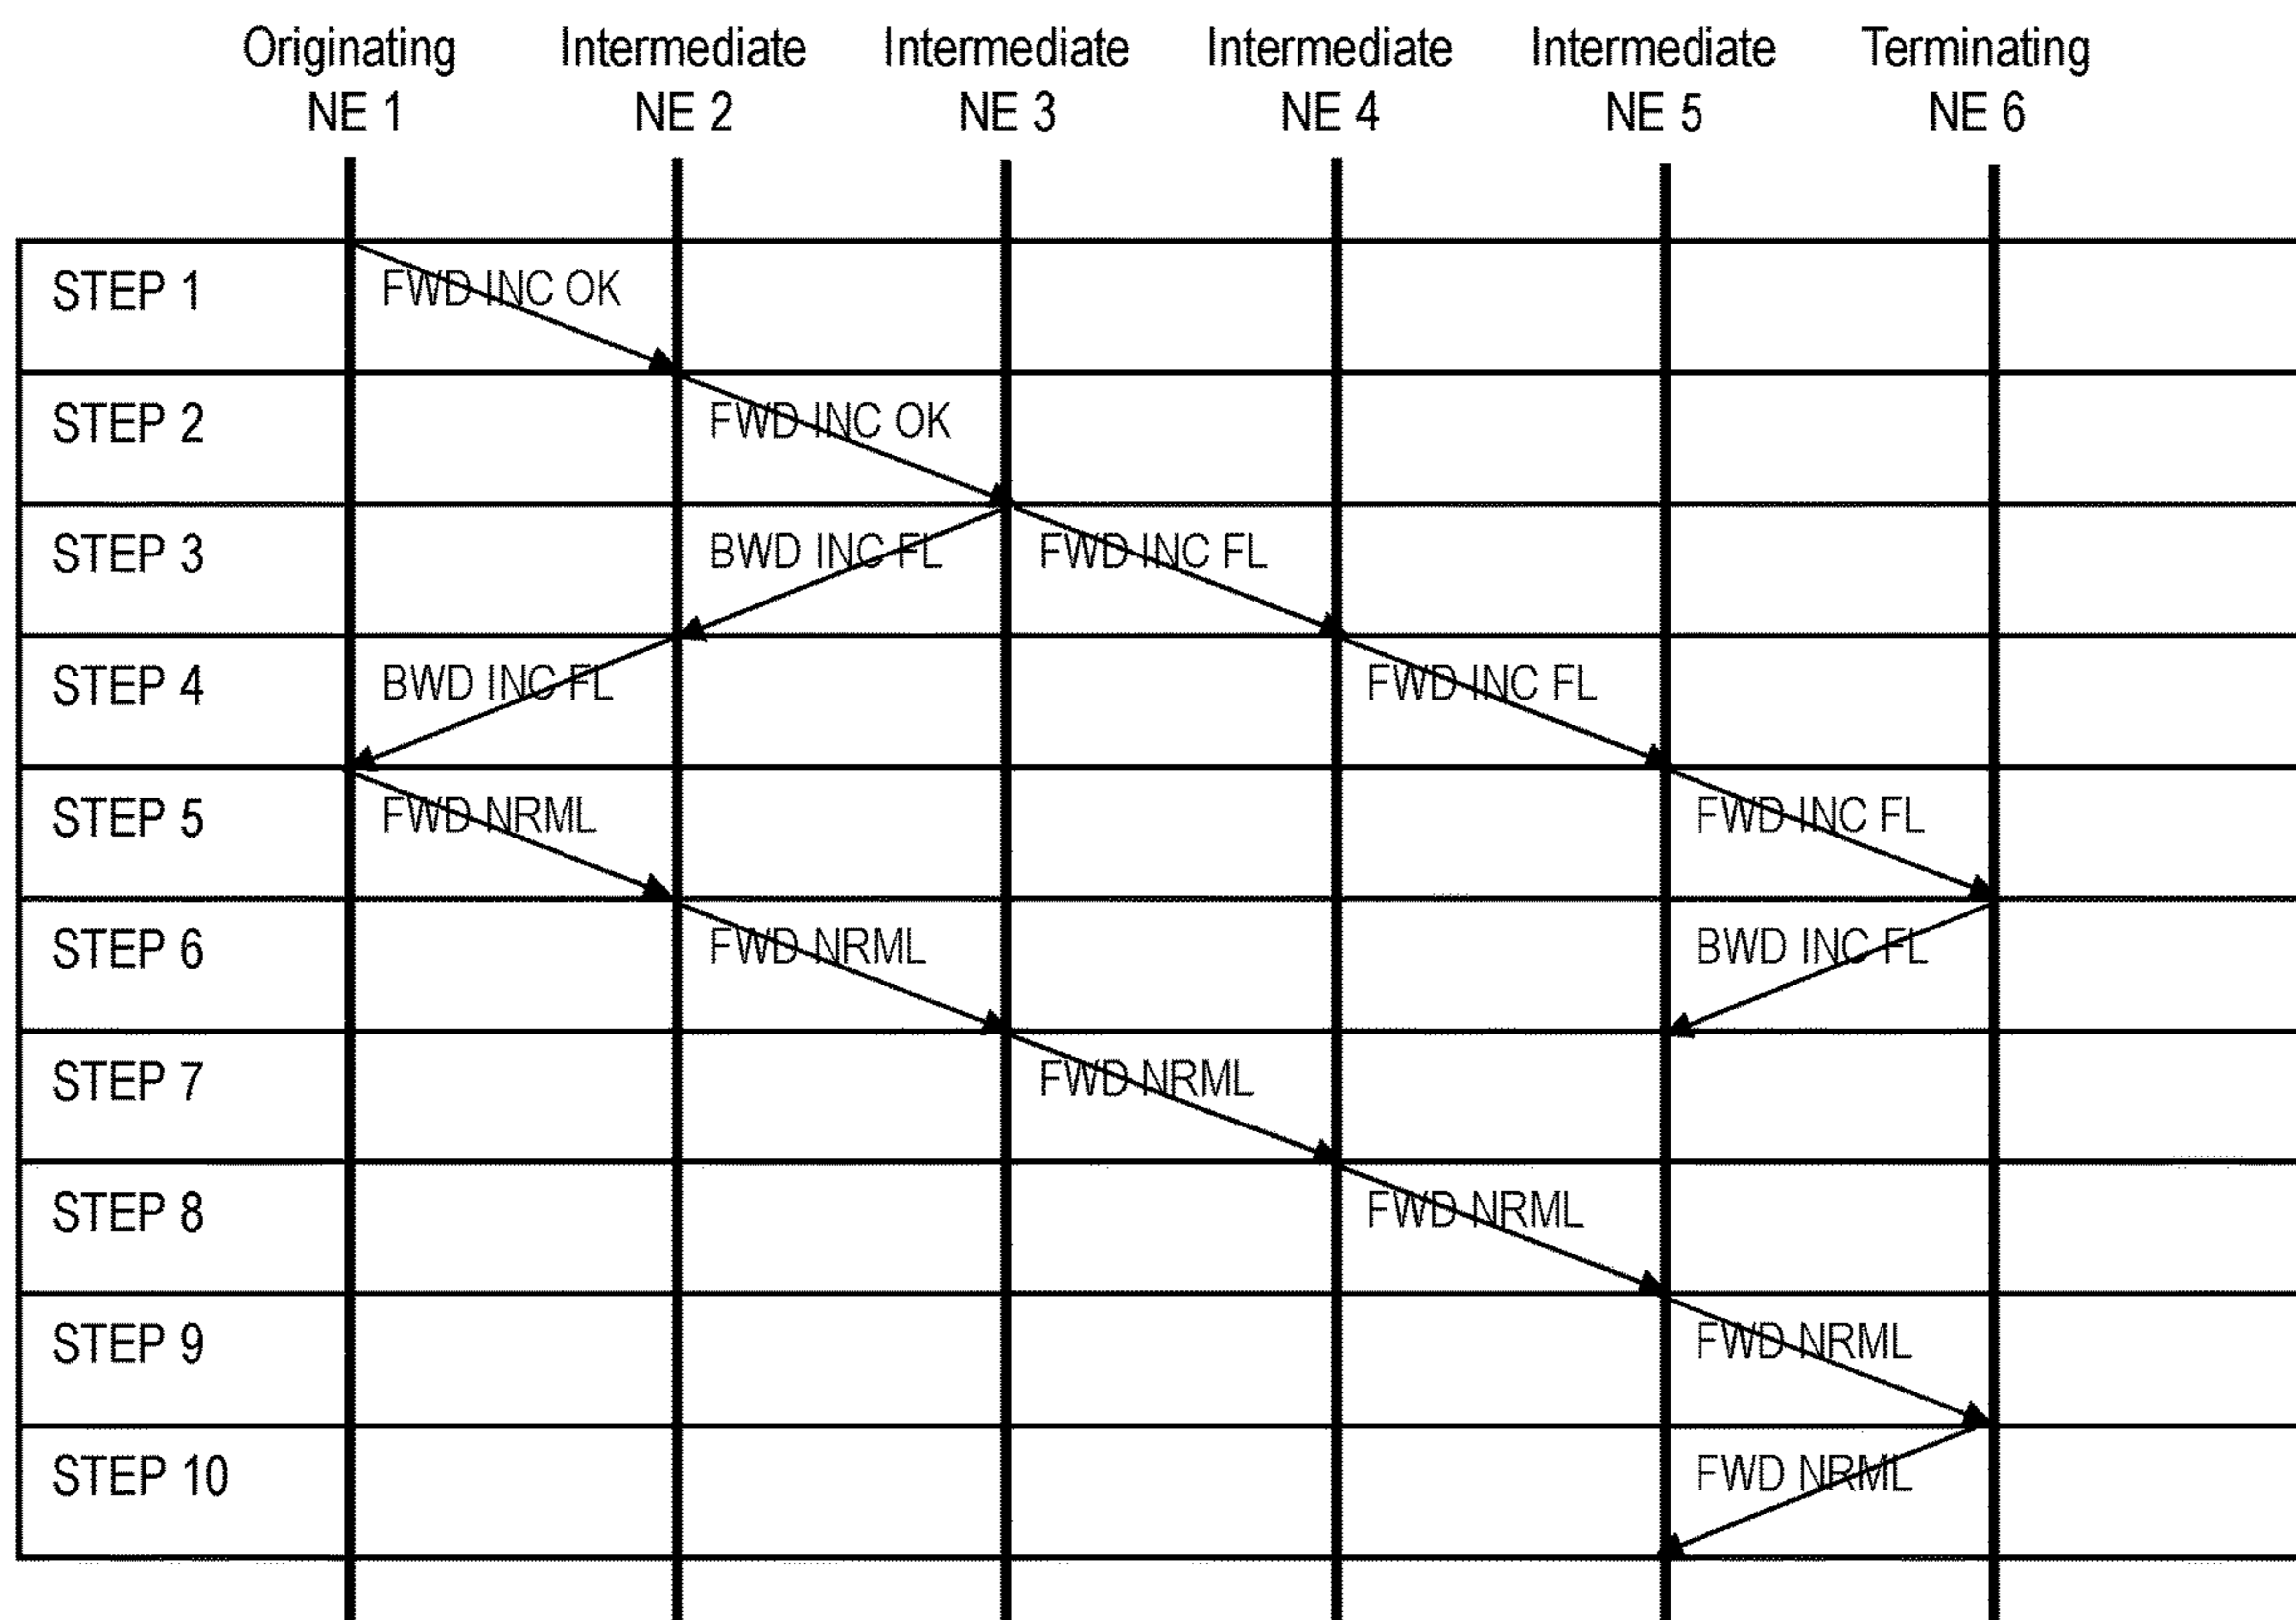 Originating Intermediate Intermediate Intermediate Intermediate Terminating
NE 1 NE 2 NE 3 NE 4 NE 5 NE 6
STEP 1 FWD INC OK
STEP 2 FWD INC OK
STEP 3 BWD INC FL FWD INC FL
STEP 4 BWD INC FL FWD INC FL
STEP 5 FWD NRML FWD INC FL
STEP 6 FWD NRML BWD INC FL
STEP 7 FWD NRML
STEP 8 FWD NRML
STEP 9 FWD NRML
STEP 10 FWD NRML